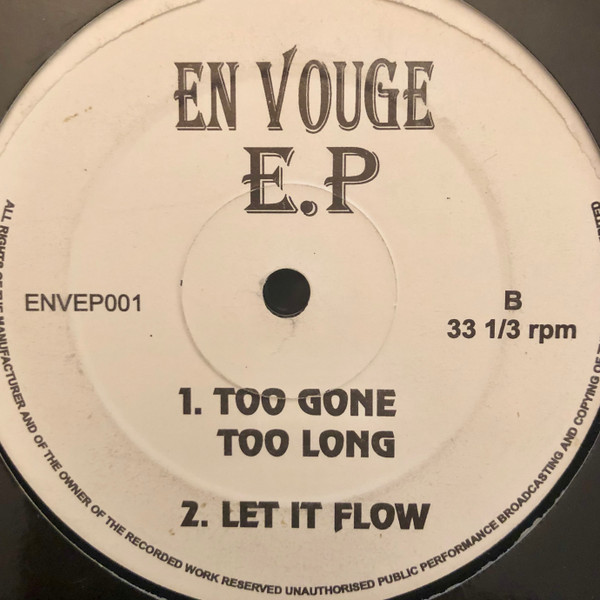 EN VOUGE
E.P
ENVEP001
B
33 1/3 rpm
1. TOO GONE
TOO LONG
2. LET IT FLOW
ALL RIGHTS OF THE MANUFACTURER AND OF THE OWNER OF THE RECORDED WORK RESERVED UNAUTHORISED PUBLIC PERFORMANCE BROADCASTING AND COPYING OF